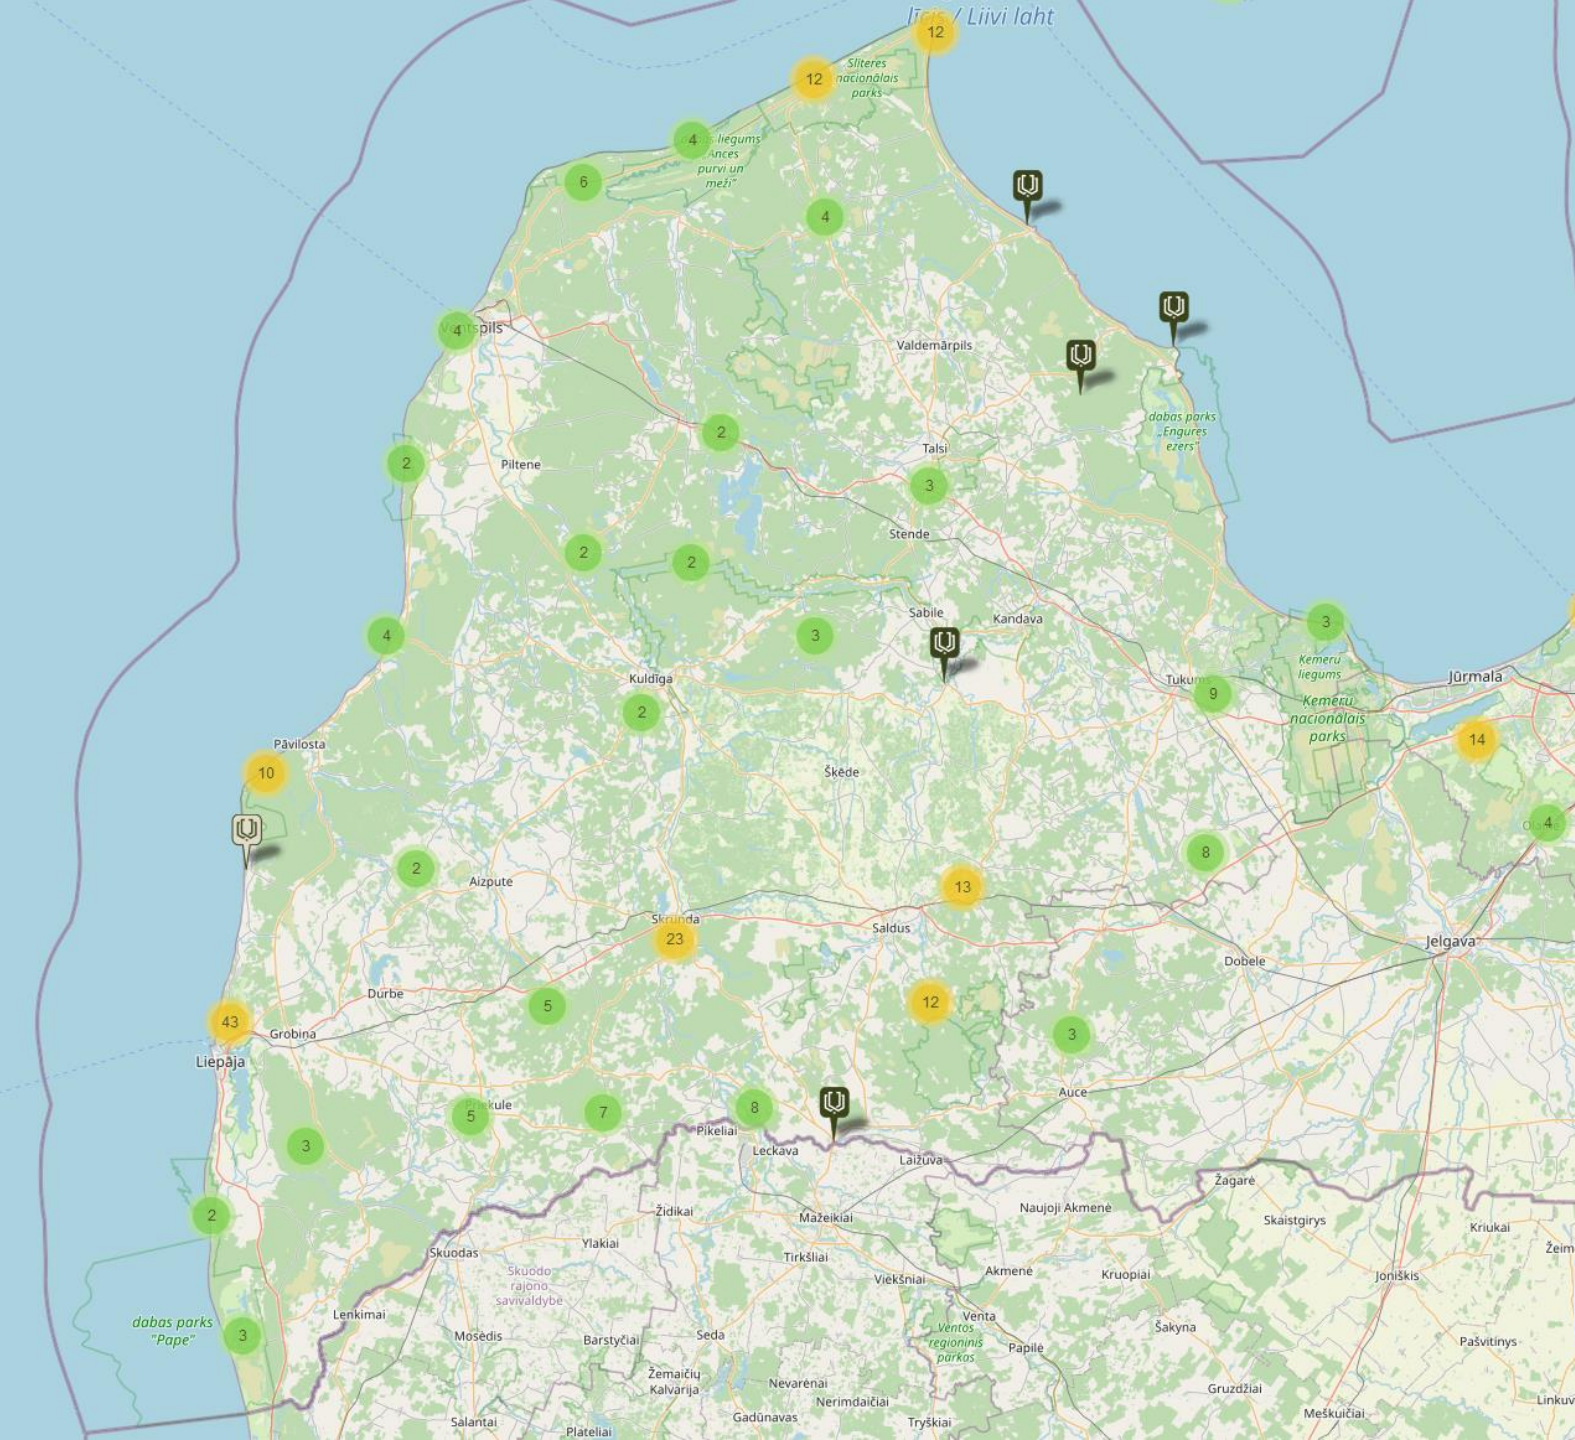 līcis / Liivi laht
12
Slīteres
nacionālais
parks
12
4
liegums
Ances
purvi un
meži"
6
4
4
Ventspils
Valdemārpils
dabas parks
„Engures
ezers"
2
Talsi
2
Piltene
3
Stende
2
2
Sabile
Kandava
3
4
3
Ķemeru
liegums
Kuldīga
Tukums
9
Jūrmala
Ķemeru
nacionālais
parks
2
14
Pāvilosta
10
Šķēde
4
8
2
Aizpute
13
Skrunda
23
Saldus
Jelgava
Dobele
Durbe
5
12
43
Grobiņa
3
Liepāja
Auce
5
Priekule
7
8
Pikeliai
3
Leckava
Laižuva
Žagarė
2
Židikai
Mažeikiai
Naujoji Akmenė
Skaistgirys
Kriukai
Skuodas
Ylakiai
Tirkšliai
Žeim
Skuodo
rajono
savivaldybė
Viekšniai
Akmenė
Kruopiai
Joniškis
Lenkimai
dabas parks
"Pape"
3
Mosėdis
Barstyčiai
Seda
Venta
Ventos
regioninis
parkas
Papilė
Šakyna
Pašvitinys
Žemaičių
Kalvarija
Nevarėnai
Nerimdaičiai
Gruzdžiai
Linkuv
Salantai
Plateliai
Gadūnavas
Tryškiai
Meškuičiai